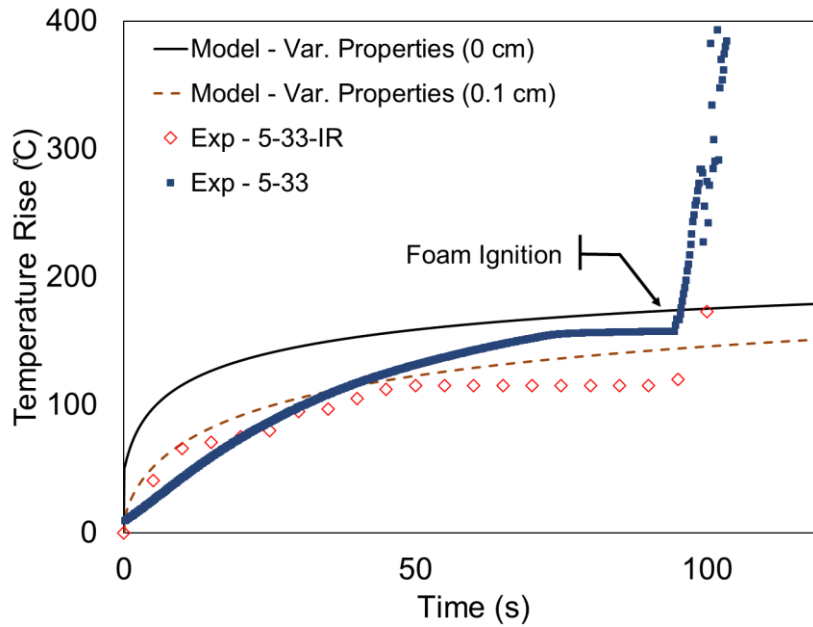 400
300
200
100
0
Temperature Rise (℃)
Model - Var. Properties (0 cm)
Model - Var. Properties (0.1 cm)
Exp - 5-33-IR
Exp - 5-33
Foam Ignition
0
50
100
Time (s)